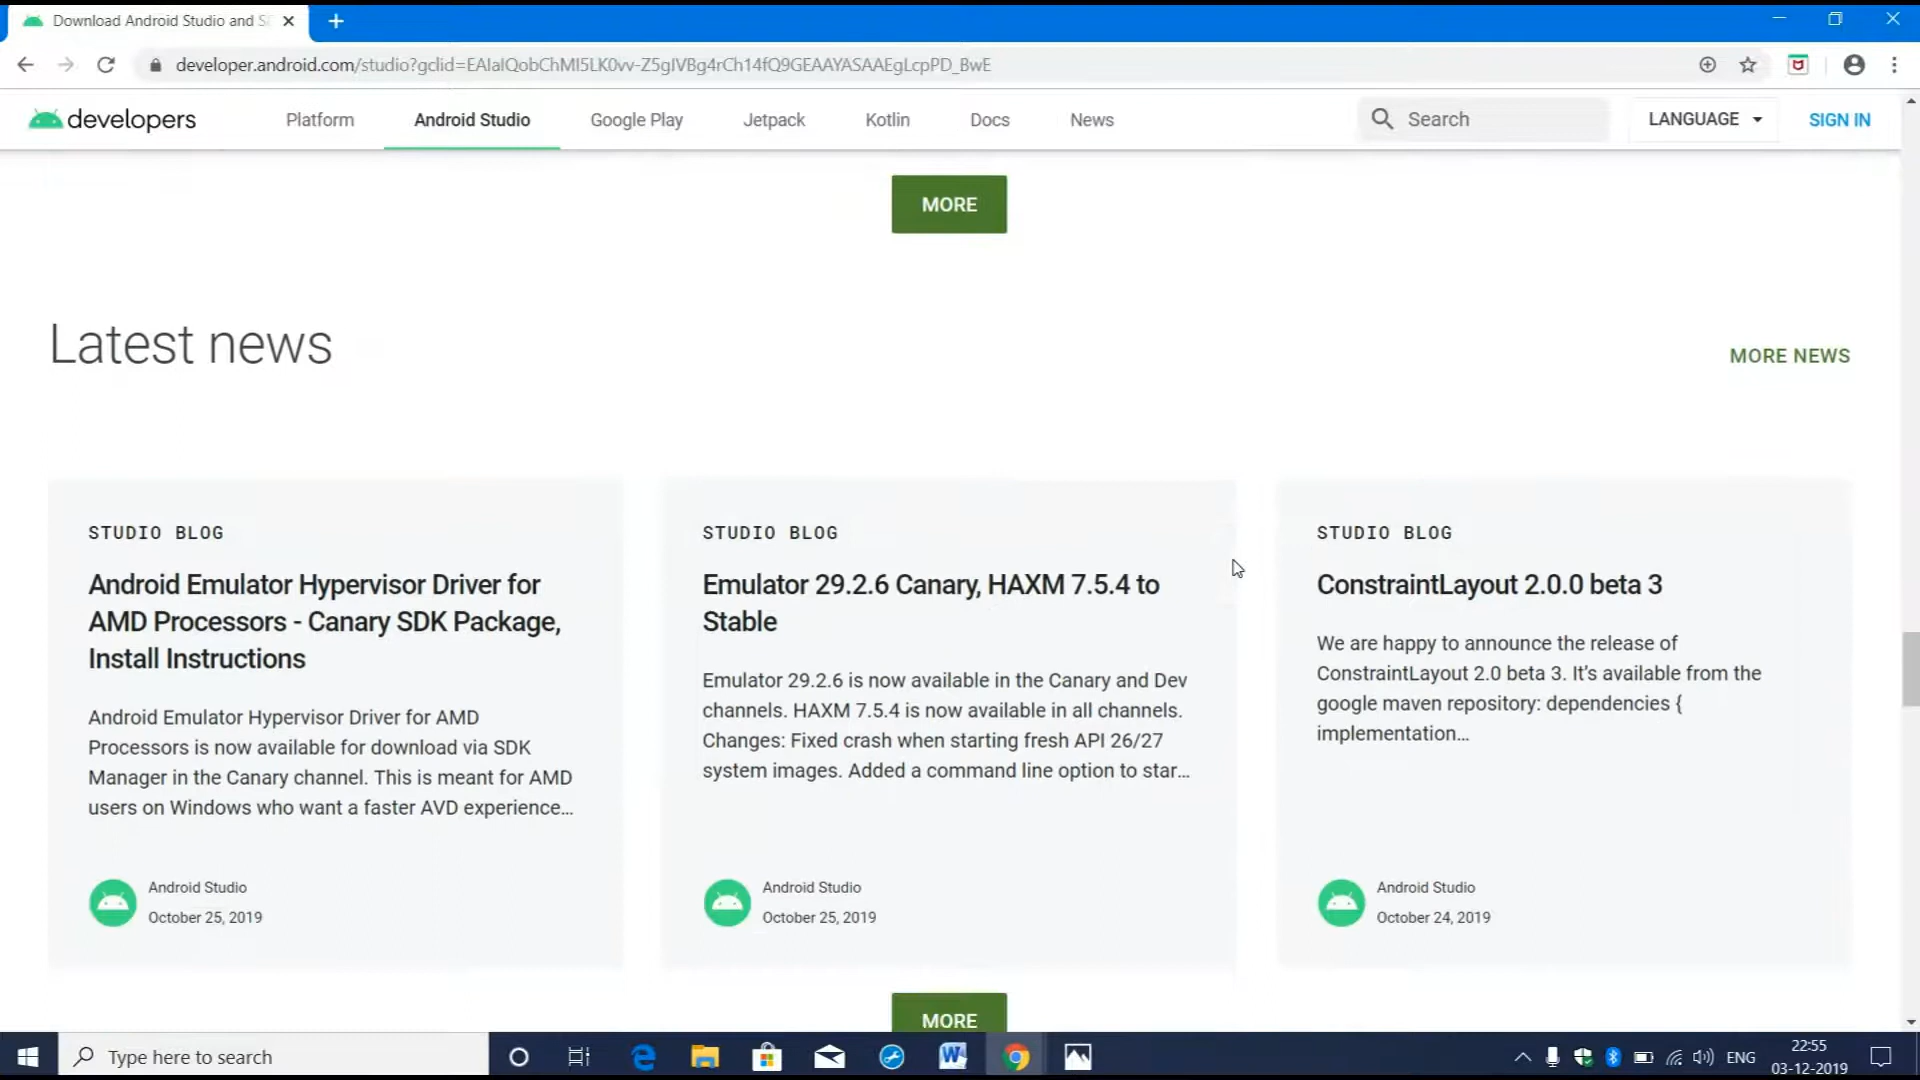 Download Android Studio and S
developer.android.com/studio?gclid=EAIaIQobChMI5LK0vv-Z5gIVBg4rCh14fQ9GEAAYASAAEgLcpPD_BwE
developers
Platform
Android Studio
Google Play
Jetpack
Kotlin
Docs
News
Search
LANGUAGE
SIGN IN
MORE
Latest news
MORE NEWS
STUDIO BLOG
Android Emulator Hypervisor Driver for
AMD Processors - Canary SDK Package,
Install Instructions
Android Emulator Hypervisor Driver for AMD
Processors is now available for download via SDK
Manager in the Canary channel. This is meant for AMD
users on Windows who want a faster AVD experience...
Android Studio
October 25, 2019
STUDIO BLOG
Emulator 29.2.6 Canary, HAXM 7.5.4 to
Stable
Emulator 29.2.6 is now available in the Canary and Dev
channels. HAXM 7.5.4 is now available in all channels.
Changes: Fixed crash when starting fresh API 26/27
system images. Added a command line option to star...
Android Studio
October 25, 2019
STUDIO BLOG
ConstraintLayout 2.0.0 beta 3
We are happy to announce the release of
ConstraintLayout 2.0 beta 3. It's available from the
google maven repository: dependencies {
implementation...
Android Studio
October 24, 2019
MORE
Type here to search
ENG
22:55
03-12-2019